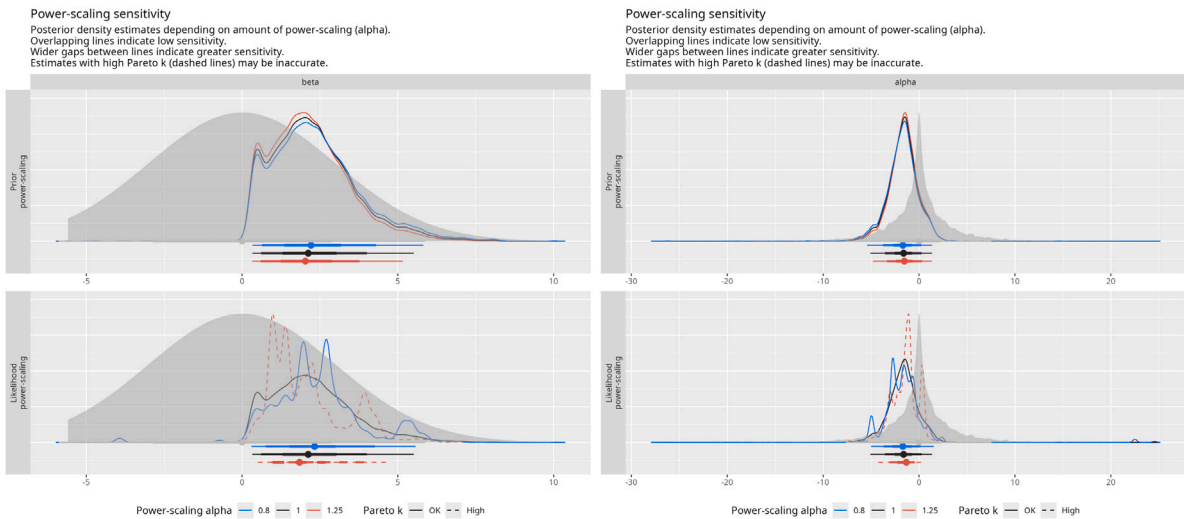 Power-scaling sensitivity
Posterior density estimates depending on amount of power-scaling (alpha).
Overlapping lines indicate low sensitivity.
Wider gaps between lines indicate greater sensitivity.
Estimates with high Pareto k (dashed lines) may be inaccurate.
beta
Prior
power-scaling
-5 0 5 10
Likelihood
power-scaling
-5 0 5 10
Power-scaling alpha 0.8 1 1.25 Pareto k OK High
Power-scaling sensitivity
Posterior density estimates depending on amount of power-scaling (alpha).
Overlapping lines indicate low sensitivity.
Wider gaps between lines indicate greater sensitivity.
Estimates with high Pareto k (dashed lines) may be inaccurate.
alpha
Prior
power-scaling
-30 -20 -10 0 10 20
Likelihood
power-scaling
-30 -20 -10 0 10 20
Power-scaling alpha 0.8 1 1.25 Pareto k OK High